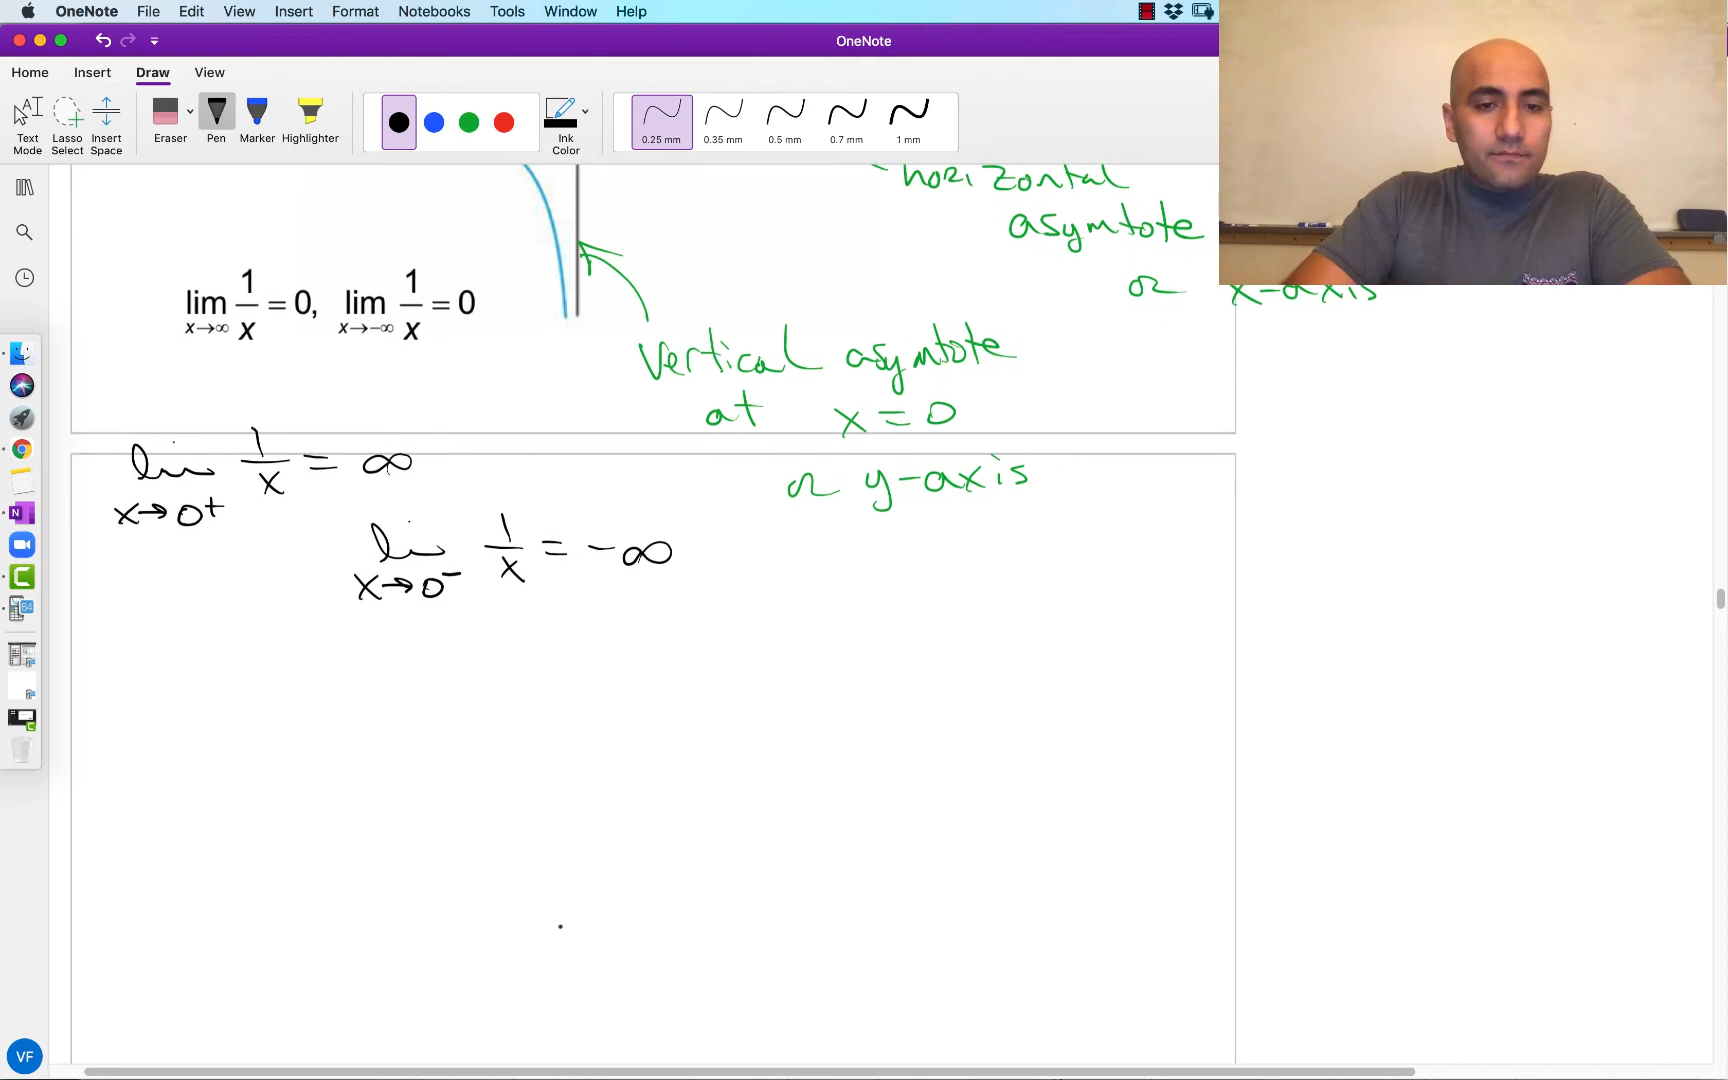 OneNote File Edit View Insert Format Notebooks Tools Window Help
OneNote
Home Insert Draw View
Text Mode
Lasso Select
Insert Space
Eraser
Pen
Marker
Highlighter
Ink Color
0.25 mm
0.35 mm
0.5 mm
0.7 mm
1 mm
horizontal
asymtote
or x-axis
lim x→∞ 1/x = 0, lim x→-∞ 1/x = 0
Vertical asymtote
at x = 0
or y-axis
lim x→0⁺ 1/x = ∞
lim x→0⁻ 1/x = -∞
VF